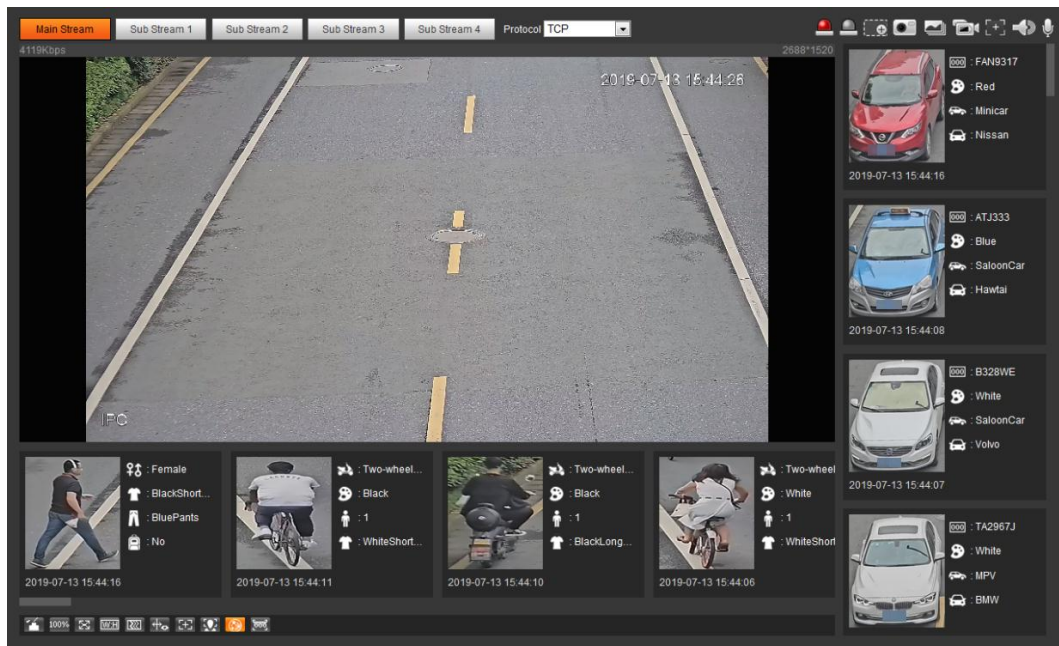 Main Stream
Sub Stream 1
Sub Stream 2
Sub Stream 3
Sub Stream 4
Protocol TCP
4119Kbps
2688*1520
2019-07-13 15:44:26
IPC
: FAN9317
: Red
: Minicar
: Nissan
2019-07-13 15:44:16
: ATJ333
: Blue
: SaloonCar
: Hawtai
2019-07-13 15:44:08
: B328WE
: White
: SaloonCar
: Volvo
2019-07-13 15:44:07
: TA2967J
: White
: MPV
: BMW
: Female
: BlackShort...
: BluePants
: No
2019-07-13 15:44:16
: Two-wheel...
: Black
: 1
: WhiteShort...
2019-07-13 15:44:11
: Two-wheel...
: Black
: 1
: BlackLong...
2019-07-13 15:44:10
: Two-wheel
: White
: 1
: WhiteShort
2019-07-13 15:44:06
100%
W:H